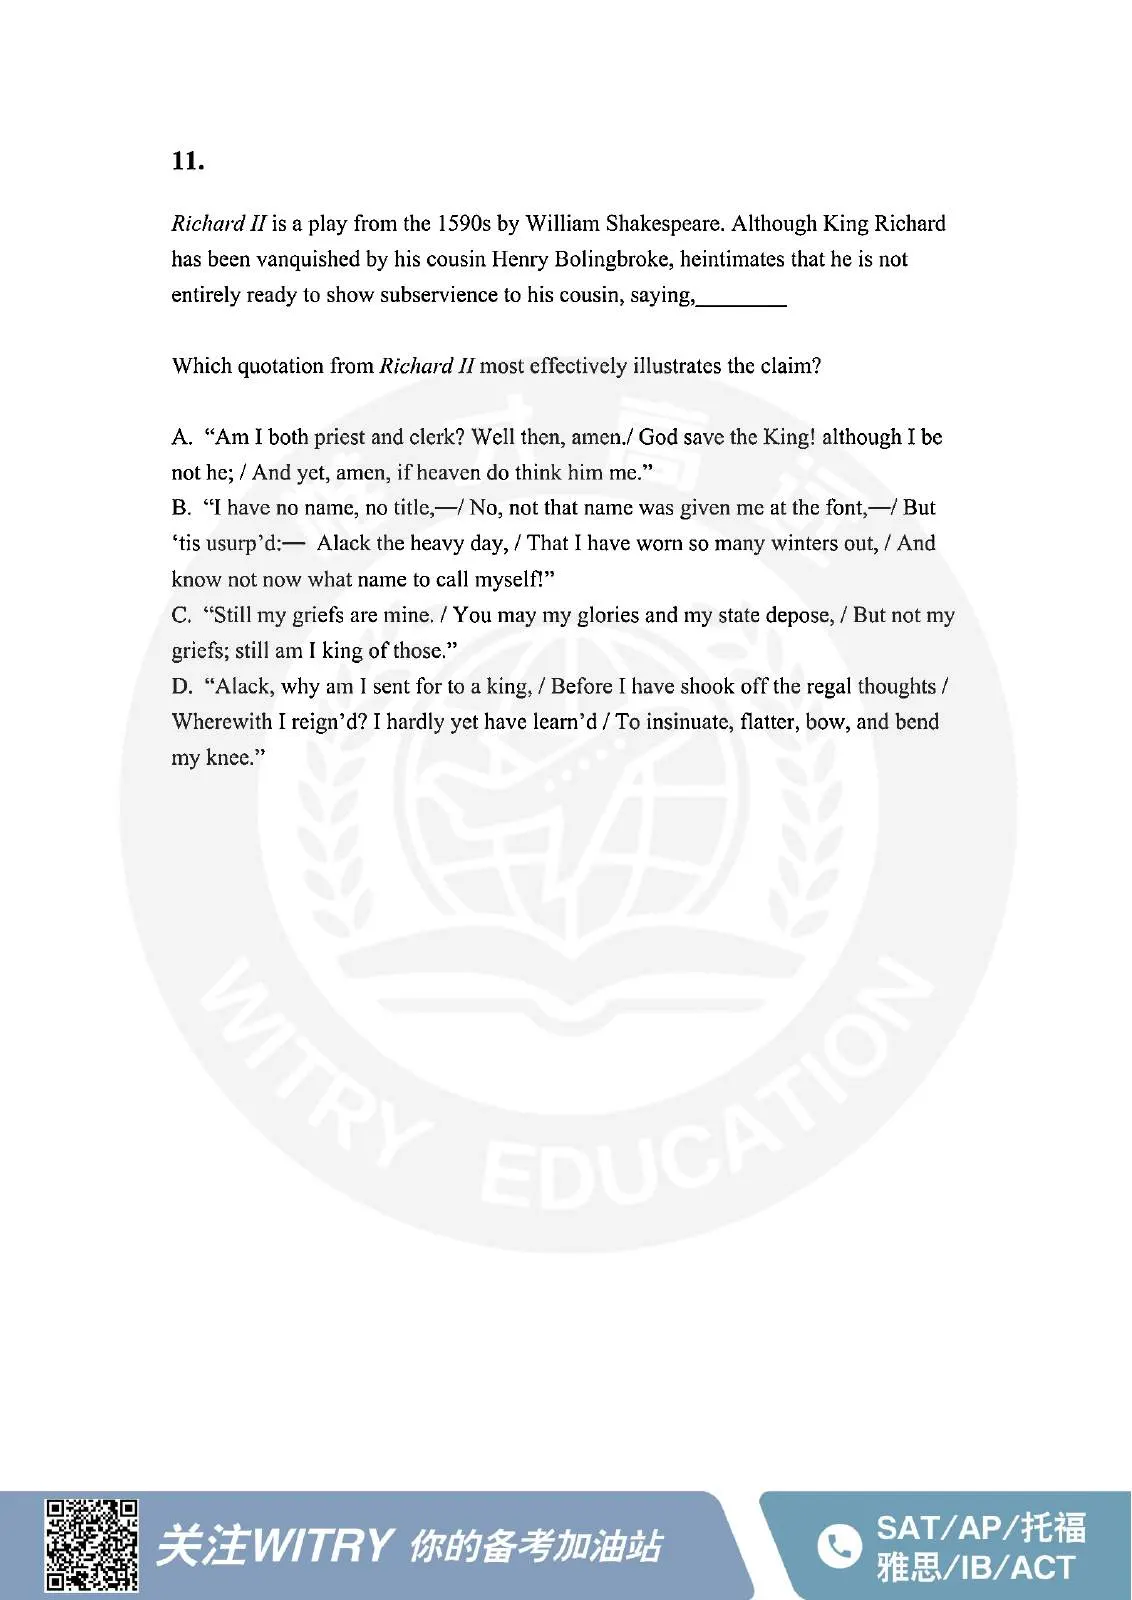 11.
Richard II is a play from the 1590s by William Shakespeare. Although King Richard
has been vanquished by his cousin Henry Bolingbroke, heintimates that he is not
entirely ready to show subservience to his cousin, saying,________
Which quotation from Richard II most effectively illustrates the claim?
A. “Am I both priest and clerk? Well then, amen./ God save the King! although I be
not he; / And yet, amen, if heaven do think him me.”
B. “I have no name, no title,—/ No, not that name was given me at the font,—/ But
‘tis usurp’d:— Alack the heavy day, / That I have worn so many winters out, / And
know not now what name to call myself!”
C. “Still my griefs are mine. / You may my glories and my state depose, / But not my
griefs; still am I king of those.”
D. “Alack, why am I sent for to a king, / Before I have shook off the regal thoughts /
Wherewith I reign’d? I hardly yet have learn’d / To insinuate, flatter, bow, and bend
my knee.”
WITRY EDUCATION
关注WITRY 你的备考加油站
SAT/AP/托福
雅思/IB/ACT